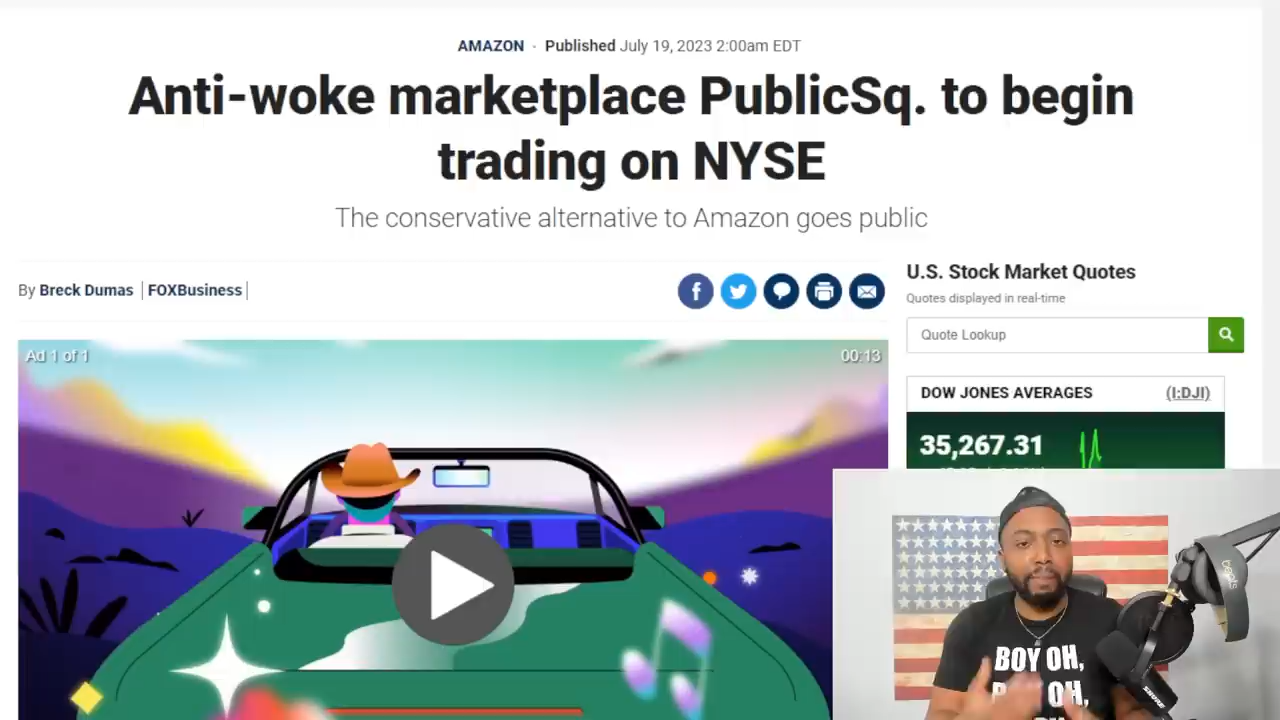 AMAZON · Published July 19, 2023 2:00am EDT
Anti-woke marketplace PublicSq. to begin
trading on NYSE
The conservative alternative to Amazon goes public
By Breck Dumas | FOXBusiness |
U.S. Stock Market Quotes
Quotes displayed in real-time
Quote Lookup
Ad 1 of 1
00:13
DOW JONES AVERAGES
(I:DJI)
35,267.31
BOY OH,
OH,
SHURE